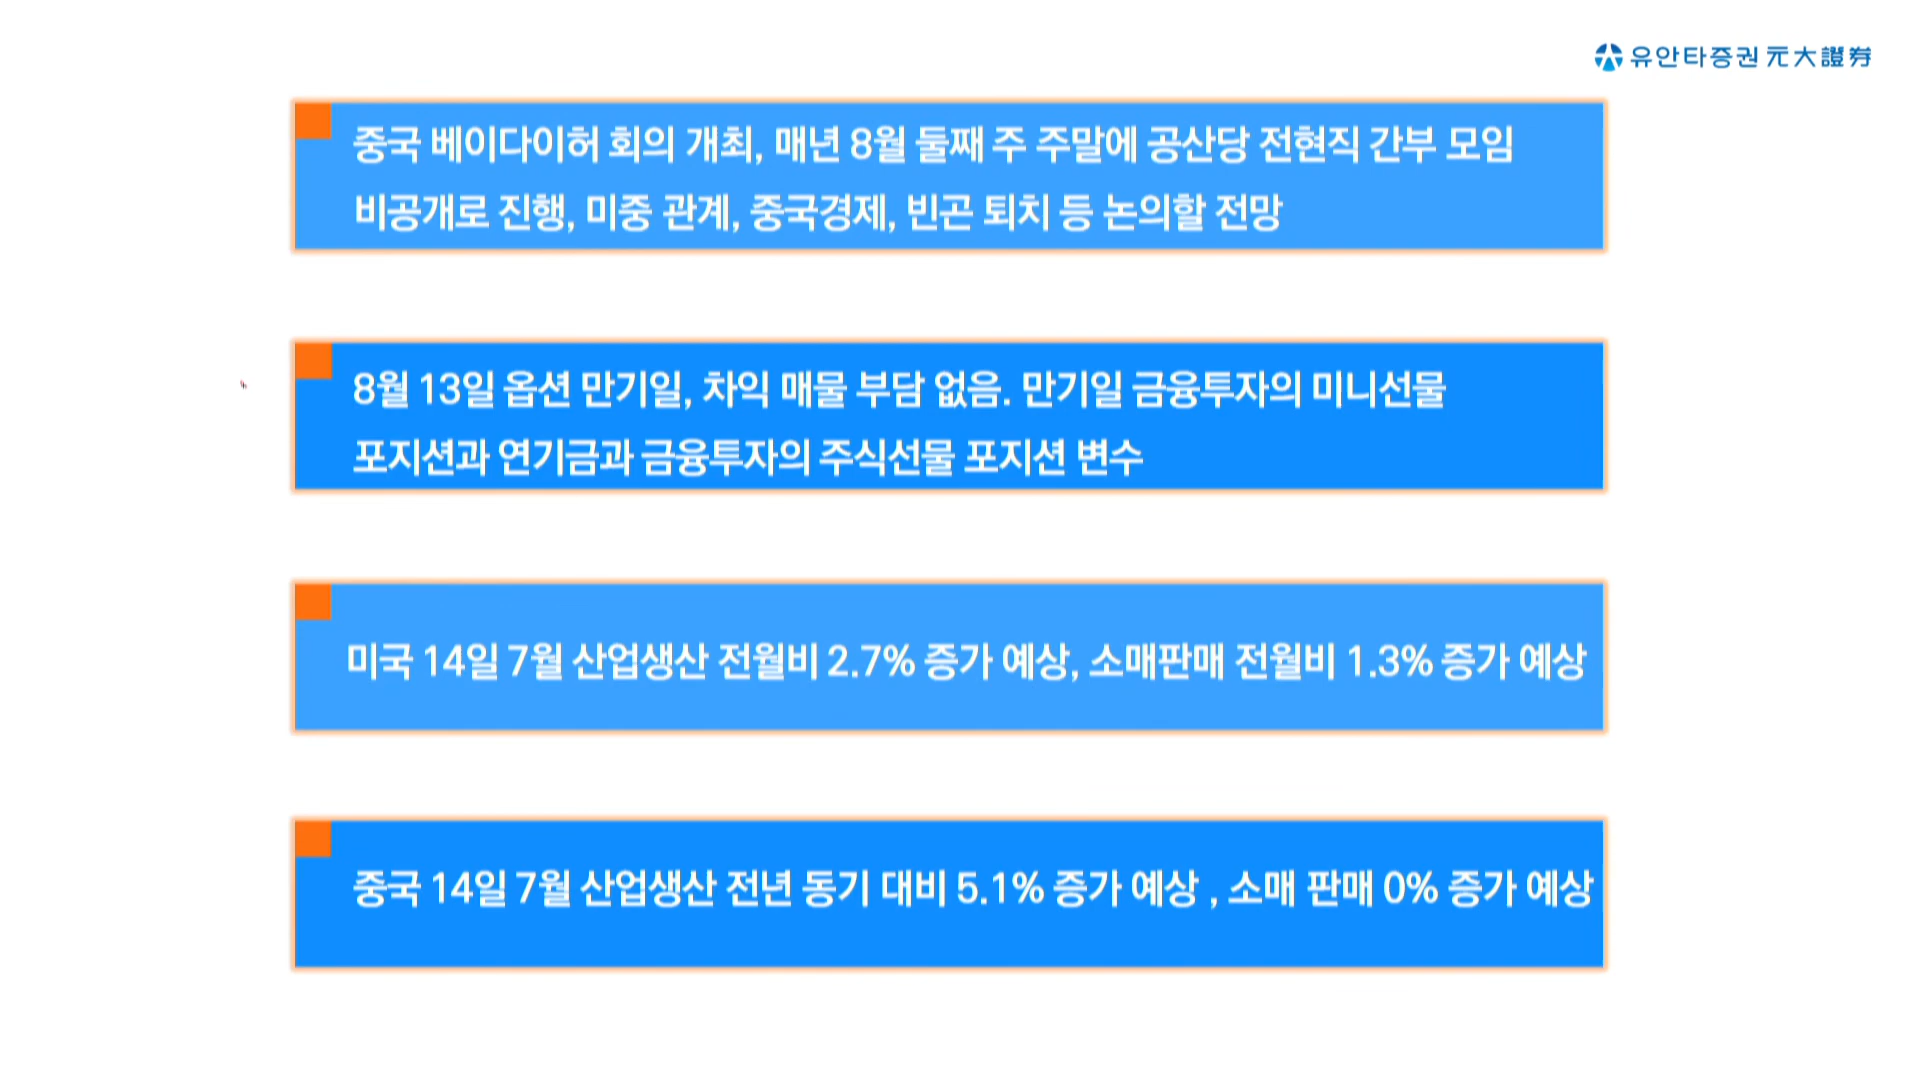 유안타증권 元大證券
중국 베이다이허 회의 개최, 매년 8월 둘째 주 주말에 공산당 전현직 간부 모임
비공개로 진행, 미중 관계, 중국경제, 빈곤 퇴치 등 논의할 전망
8월 13일 옵션 만기일, 차익 매물 부담 없음. 만기일 금융투자의 미니선물
포지션과 연기금과 금융투자의 주식선물 포지션 변수
미국 14일 7월 산업생산 전월비 2.7% 증가 예상, 소매판매 전월비 1.3% 증가 예상
중국 14일 7월 산업생산 전년 동기 대비 5.1% 증가 예상 , 소매 판매 0% 증가 예상